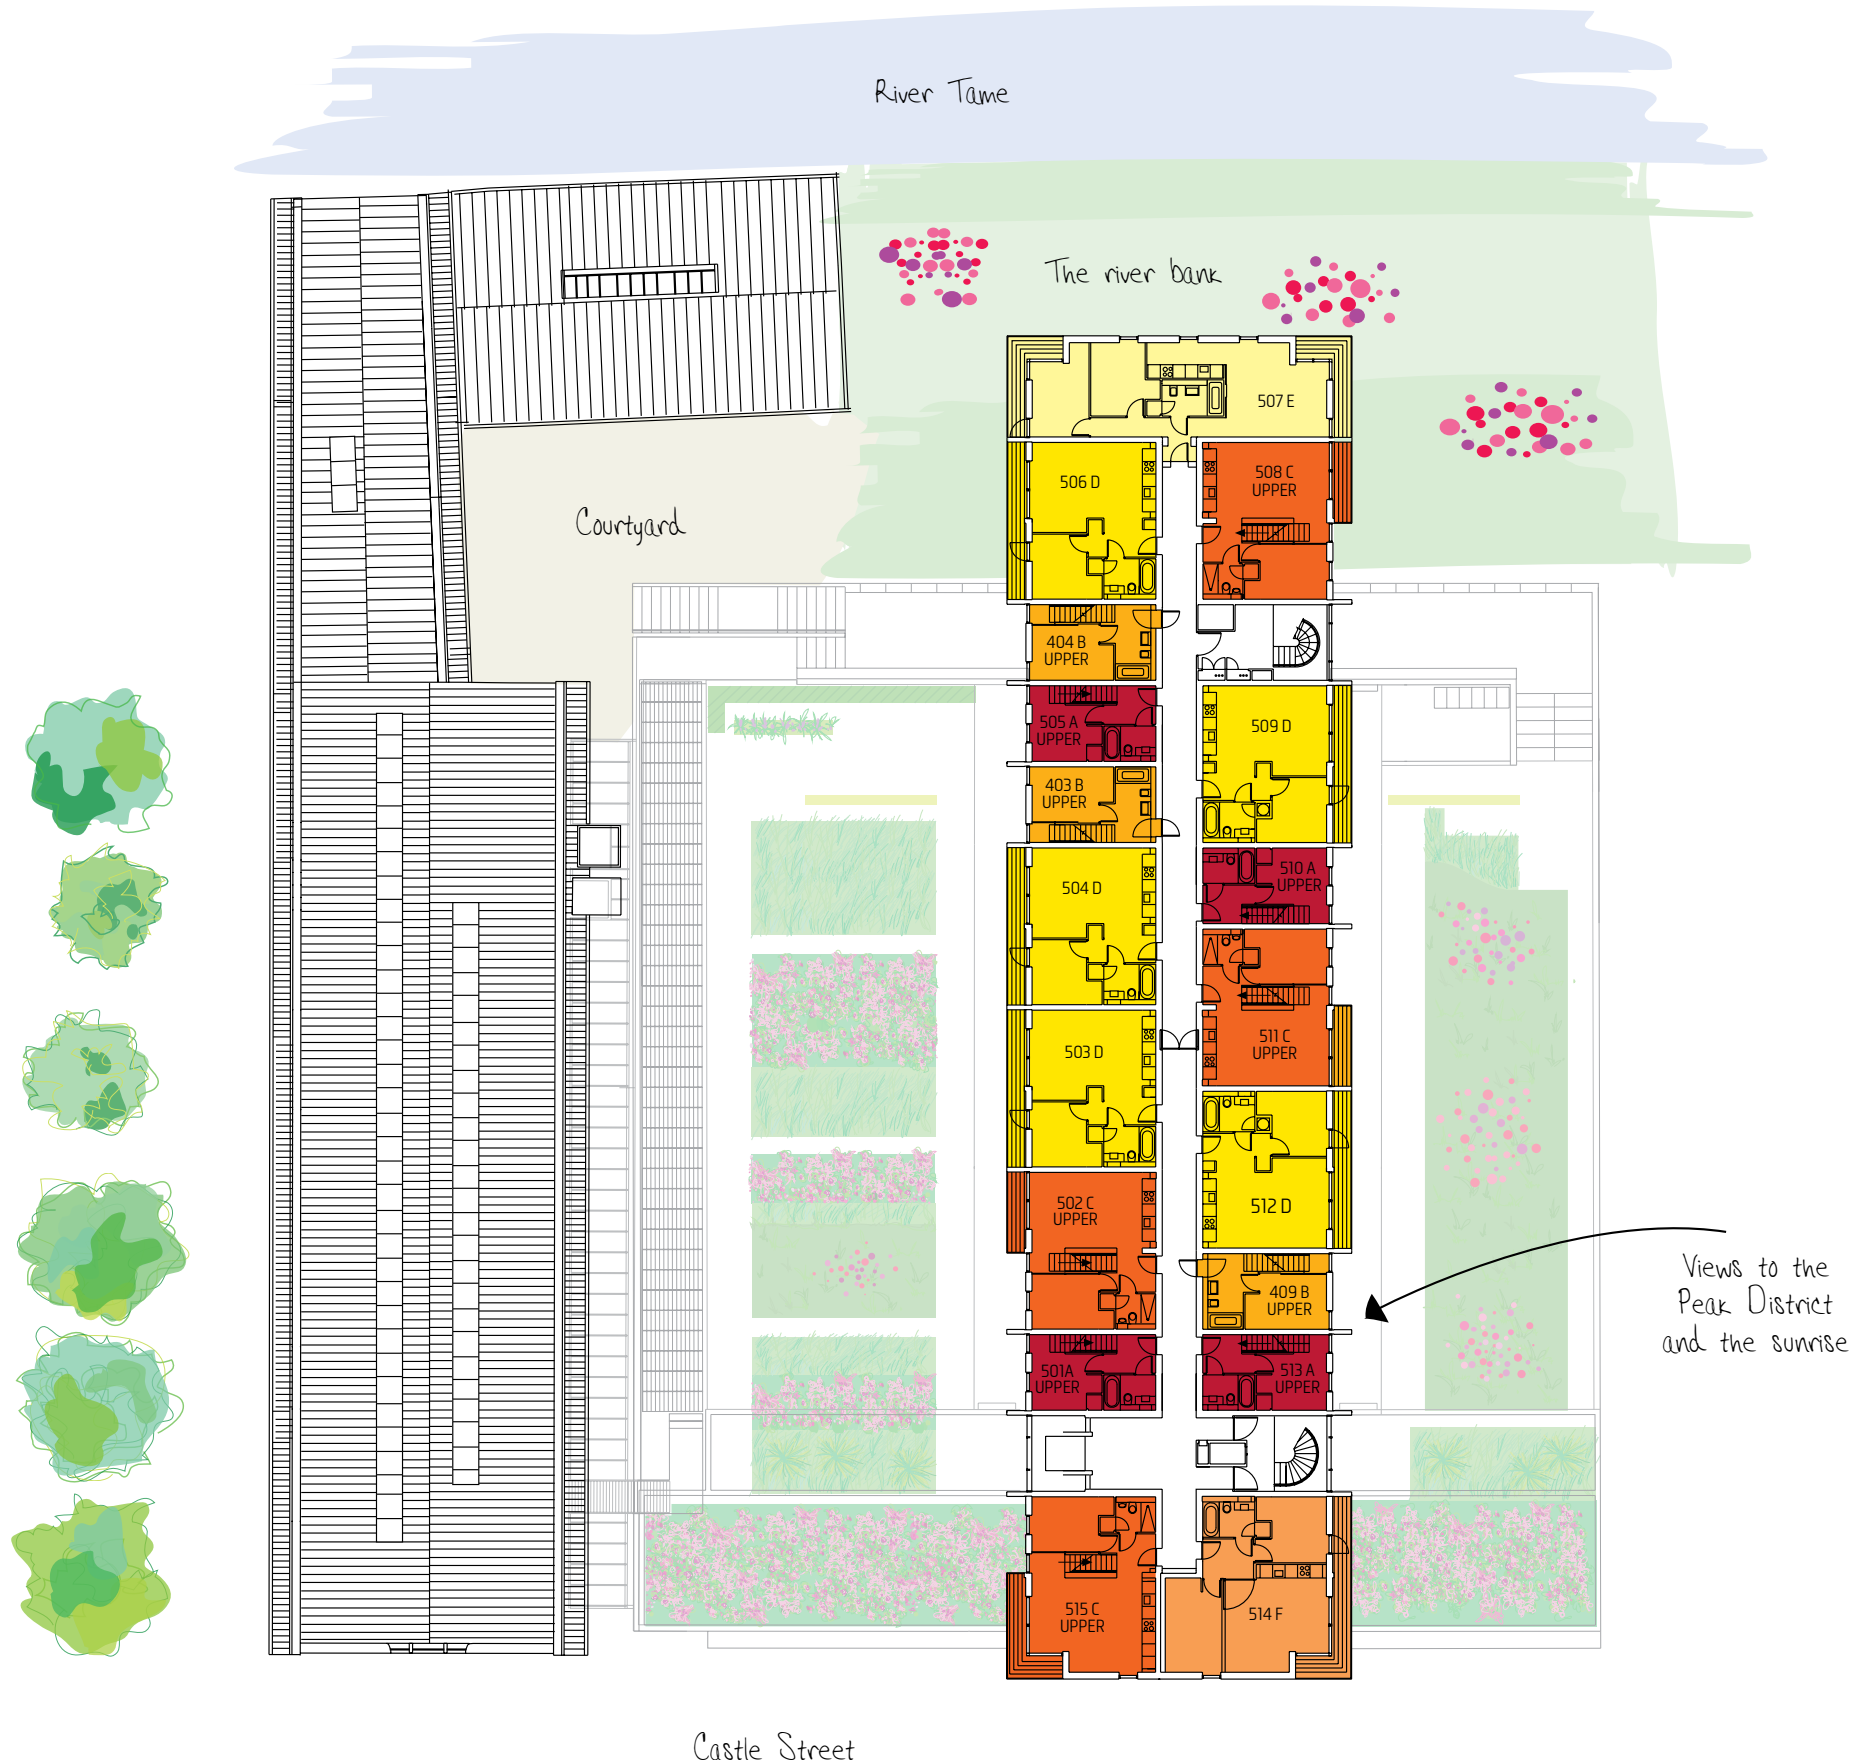 River Tame
The river bank
507 E
506 D
508 C
UPPER
Courtyard
404 B
UPPER
505 A
UPPER
509 D
403 B
UPPER
504 D
510 A
UPPER
503 D
511 C
UPPER
502 C
UPPER
512 D
409 B
UPPER
Views to the
Peak District
and the sunrise
501A
UPPER
513 A
UPPER
515 C
UPPER
514 F
Castle Street